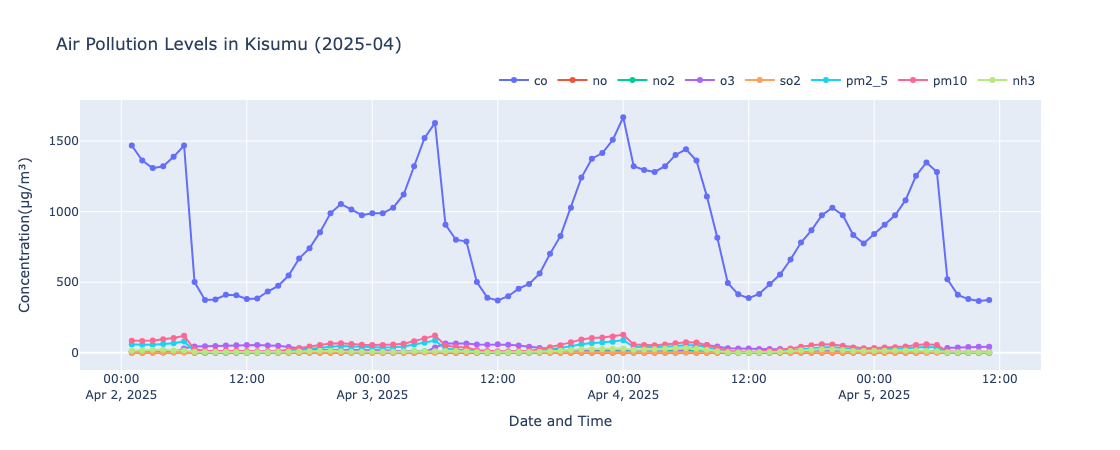 Air Pollution Levels in Kisumu (2025-04)
co no no2 o3 so2 pm2_5 pm10 nh3
Concentration(µg/m³)
1500
1000
500
0
00:00 12:00 00:00 12:00 00:00 12:00 00:00 12:00
Apr 2, 2025 Apr 3, 2025 Apr 4, 2025 Apr 5, 2025
Date and Time